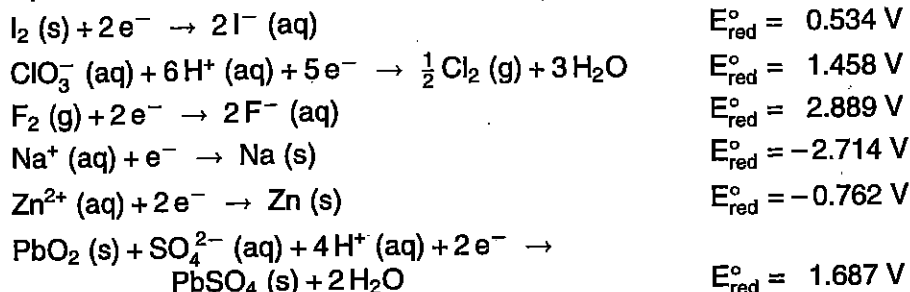 I₂ (s) + 2 e⁻ → 2 I⁻ (aq) E°red = 0.534 V
ClO₃⁻ (aq) + 6 H⁺ (aq) + 5 e⁻ → ½ Cl₂ (g) + 3 H₂O E°red = 1.458 V
F₂ (g) + 2 e⁻ → 2 F⁻ (aq) E°red = 2.889 V
Na⁺ (aq) + e⁻ → Na (s) E°red = −2.714 V
Zn²⁺ (aq) + 2 e⁻ → Zn (s) E°red = −0.762 V
PbO₂ (s) + SO₄²⁻ (aq) + 4 H⁺ (aq) + 2 e⁻ →
PbSO₄ (s) + 2 H₂O E°red = 1.687 V